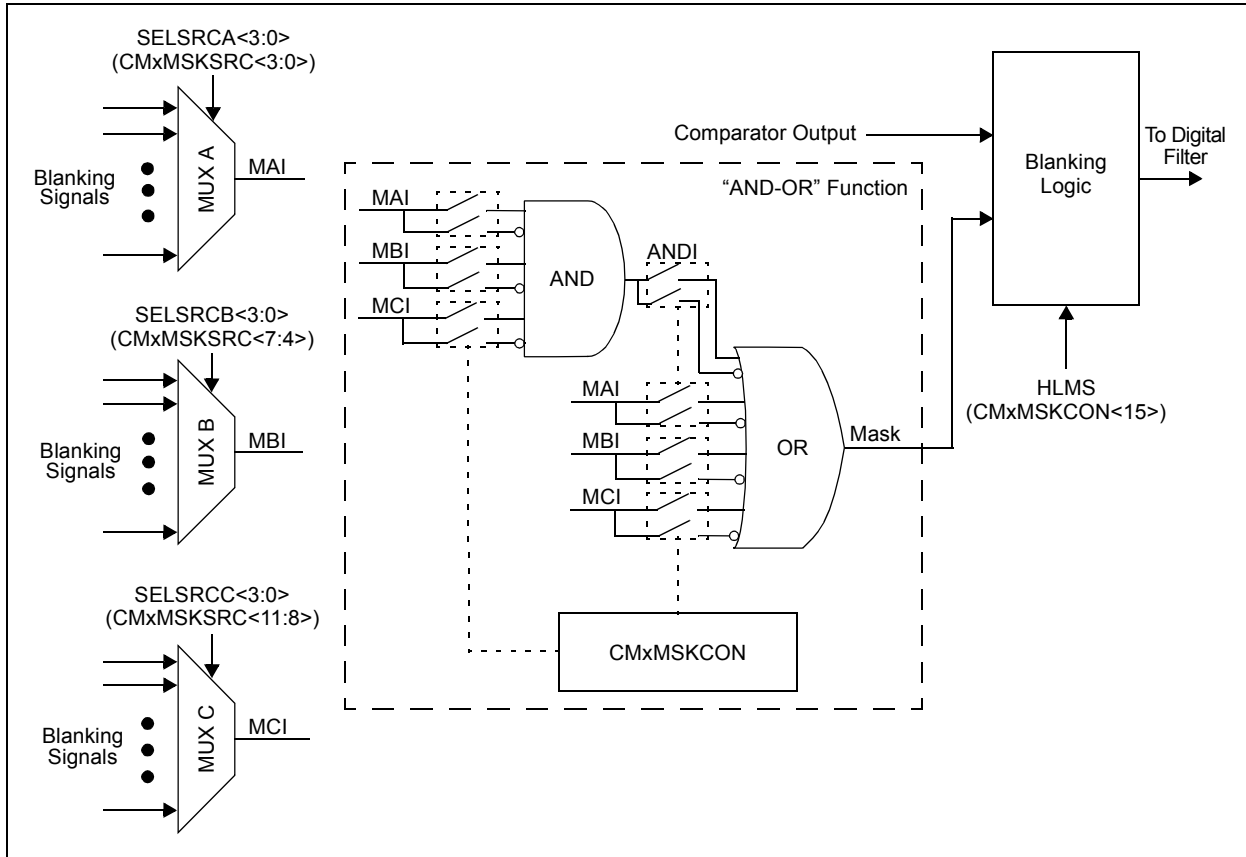 SELSRCA<3:0>
(CMxMSKSRC<3:0>)
MUX A
MAI
Blanking
Signals
SELSRCB<3:0>
(CMxMSKSRC<7:4>)
MUX B
MBI
Blanking
Signals
SELSRCC<3:0>
(CMxMSKSRC<11:8>)
MUX C
MCI
Blanking
Signals
“AND-OR” Function
MAI
MBI
MCI
AND
ANDI
MAI
MBI
MCI
OR
Mask
CMxMSKCON
Comparator Output
Blanking
Logic
To Digital
Filter
HLMS
(CMxMSKCON<15>)